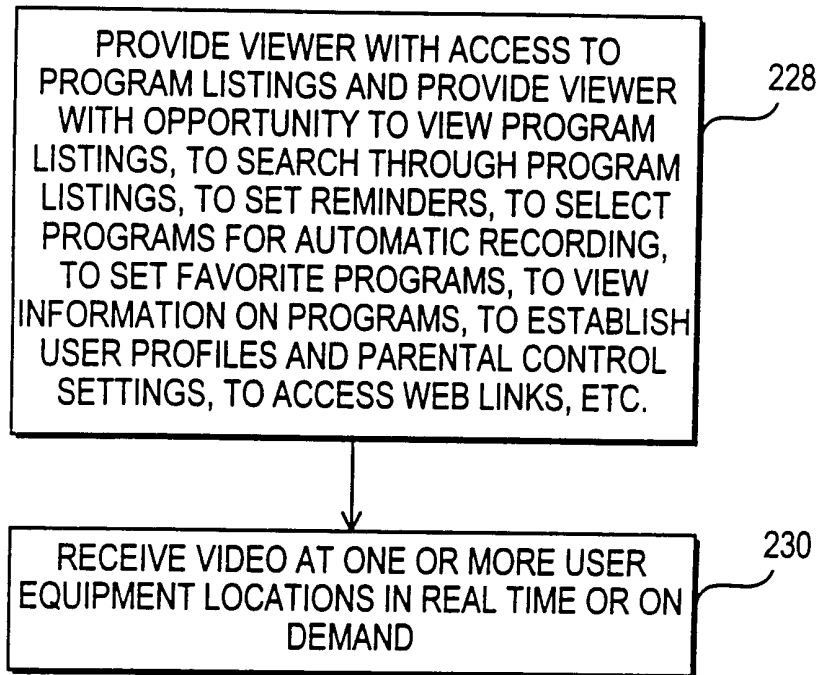 PROVIDE VIEWER WITH ACCESS TO
PROGRAM LISTINGS AND PROVIDE VIEWER
WITH OPPORTUNITY TO VIEW PROGRAM
LISTINGS, TO SEARCH THROUGH PROGRAM
LISTINGS, TO SET REMINDERS, TO SELECT
PROGRAMS FOR AUTOMATIC RECORDING,
TO SET FAVORITE PROGRAMS, TO VIEW
INFORMATION ON PROGRAMS, TO ESTABLISH
USER PROFILES AND PARENTAL CONTROL
SETTINGS, TO ACCESS WEB LINKS, ETC.
228
RECEIVE VIDEO AT ONE OR MORE USER
EQUIPMENT LOCATIONS IN REAL TIME OR ON
DEMAND
230